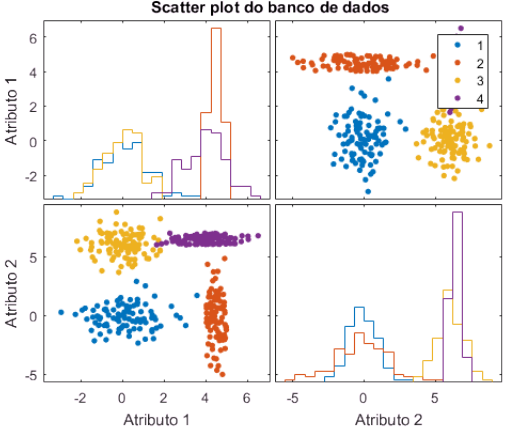 Scatter plot do banco de dados
Atributo 1
6
4
2
0
-2
1
2
3
4
Atributo 2
5
0
-5
-2 0 2 4 6
-5 0 5
Atributo 1
Atributo 2